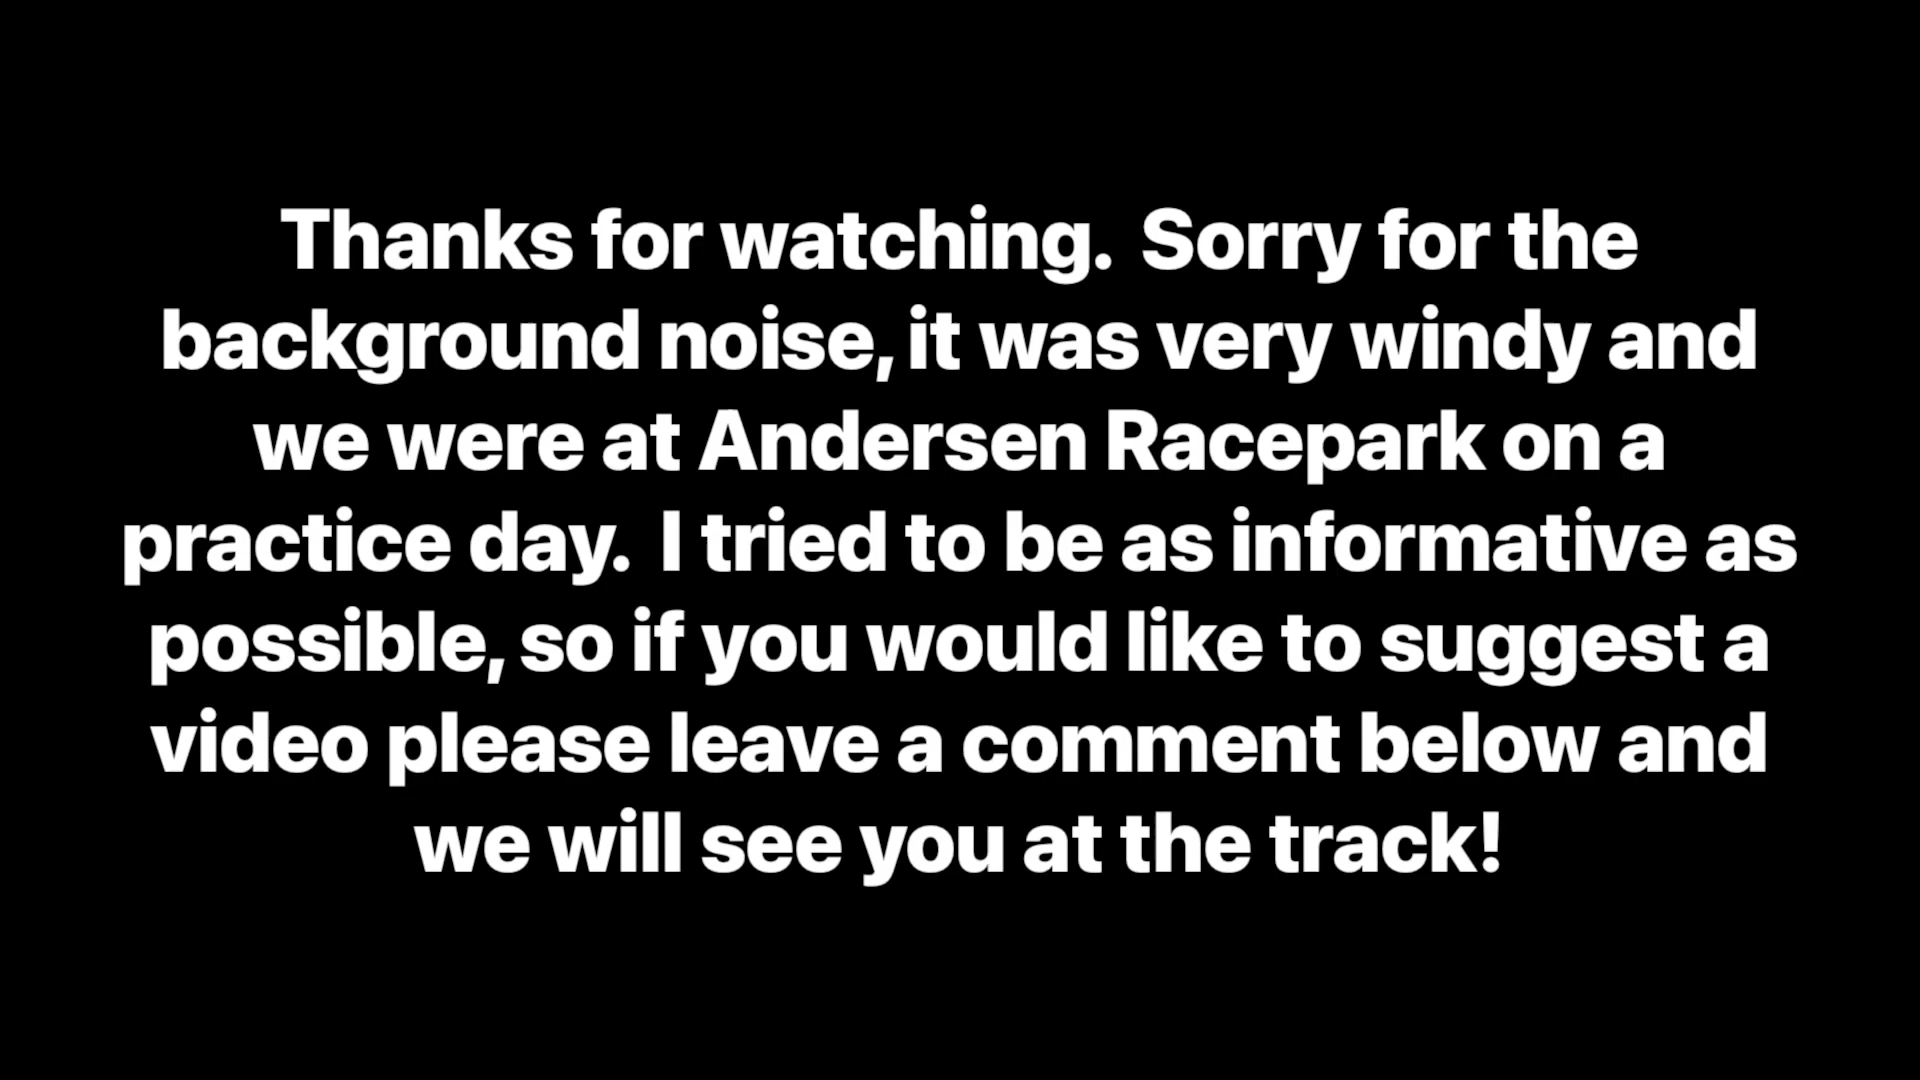 Thanks for watching.  Sorry for the
background noise, it was very windy and
we were at Andersen Racepark on a
practice day.  I tried to be as informative as
possible, so if you would like to suggest a
video please leave a comment below and
we will see you at the track!